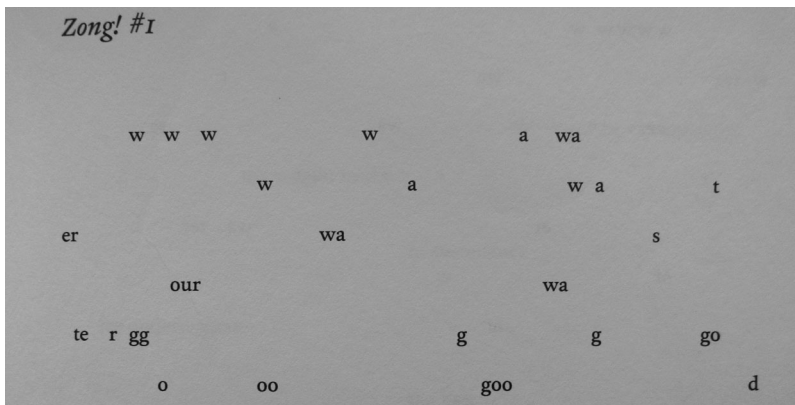 Zong! #1
w w w w a wa
w a w a t
er wa s
our wa
te r gg g g go
o oo goo d